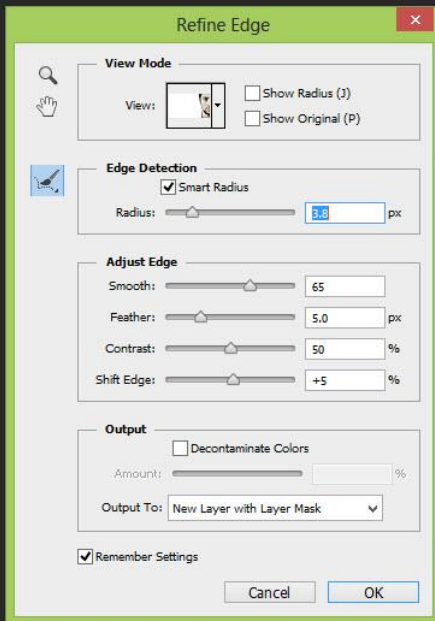 Refine Edge
View Mode
View:
Show Radius (J)
Show Original (P)
Edge Detection
Smart Radius
Radius: 3.8 px
Adjust Edge
Smooth: 65
Feather: 5.0 px
Contrast: 50 %
Shift Edge: +5 %
Output
Decontaminate Colors
Amount: %
Output To: New Layer with Layer Mask
Remember Settings
Cancel OK